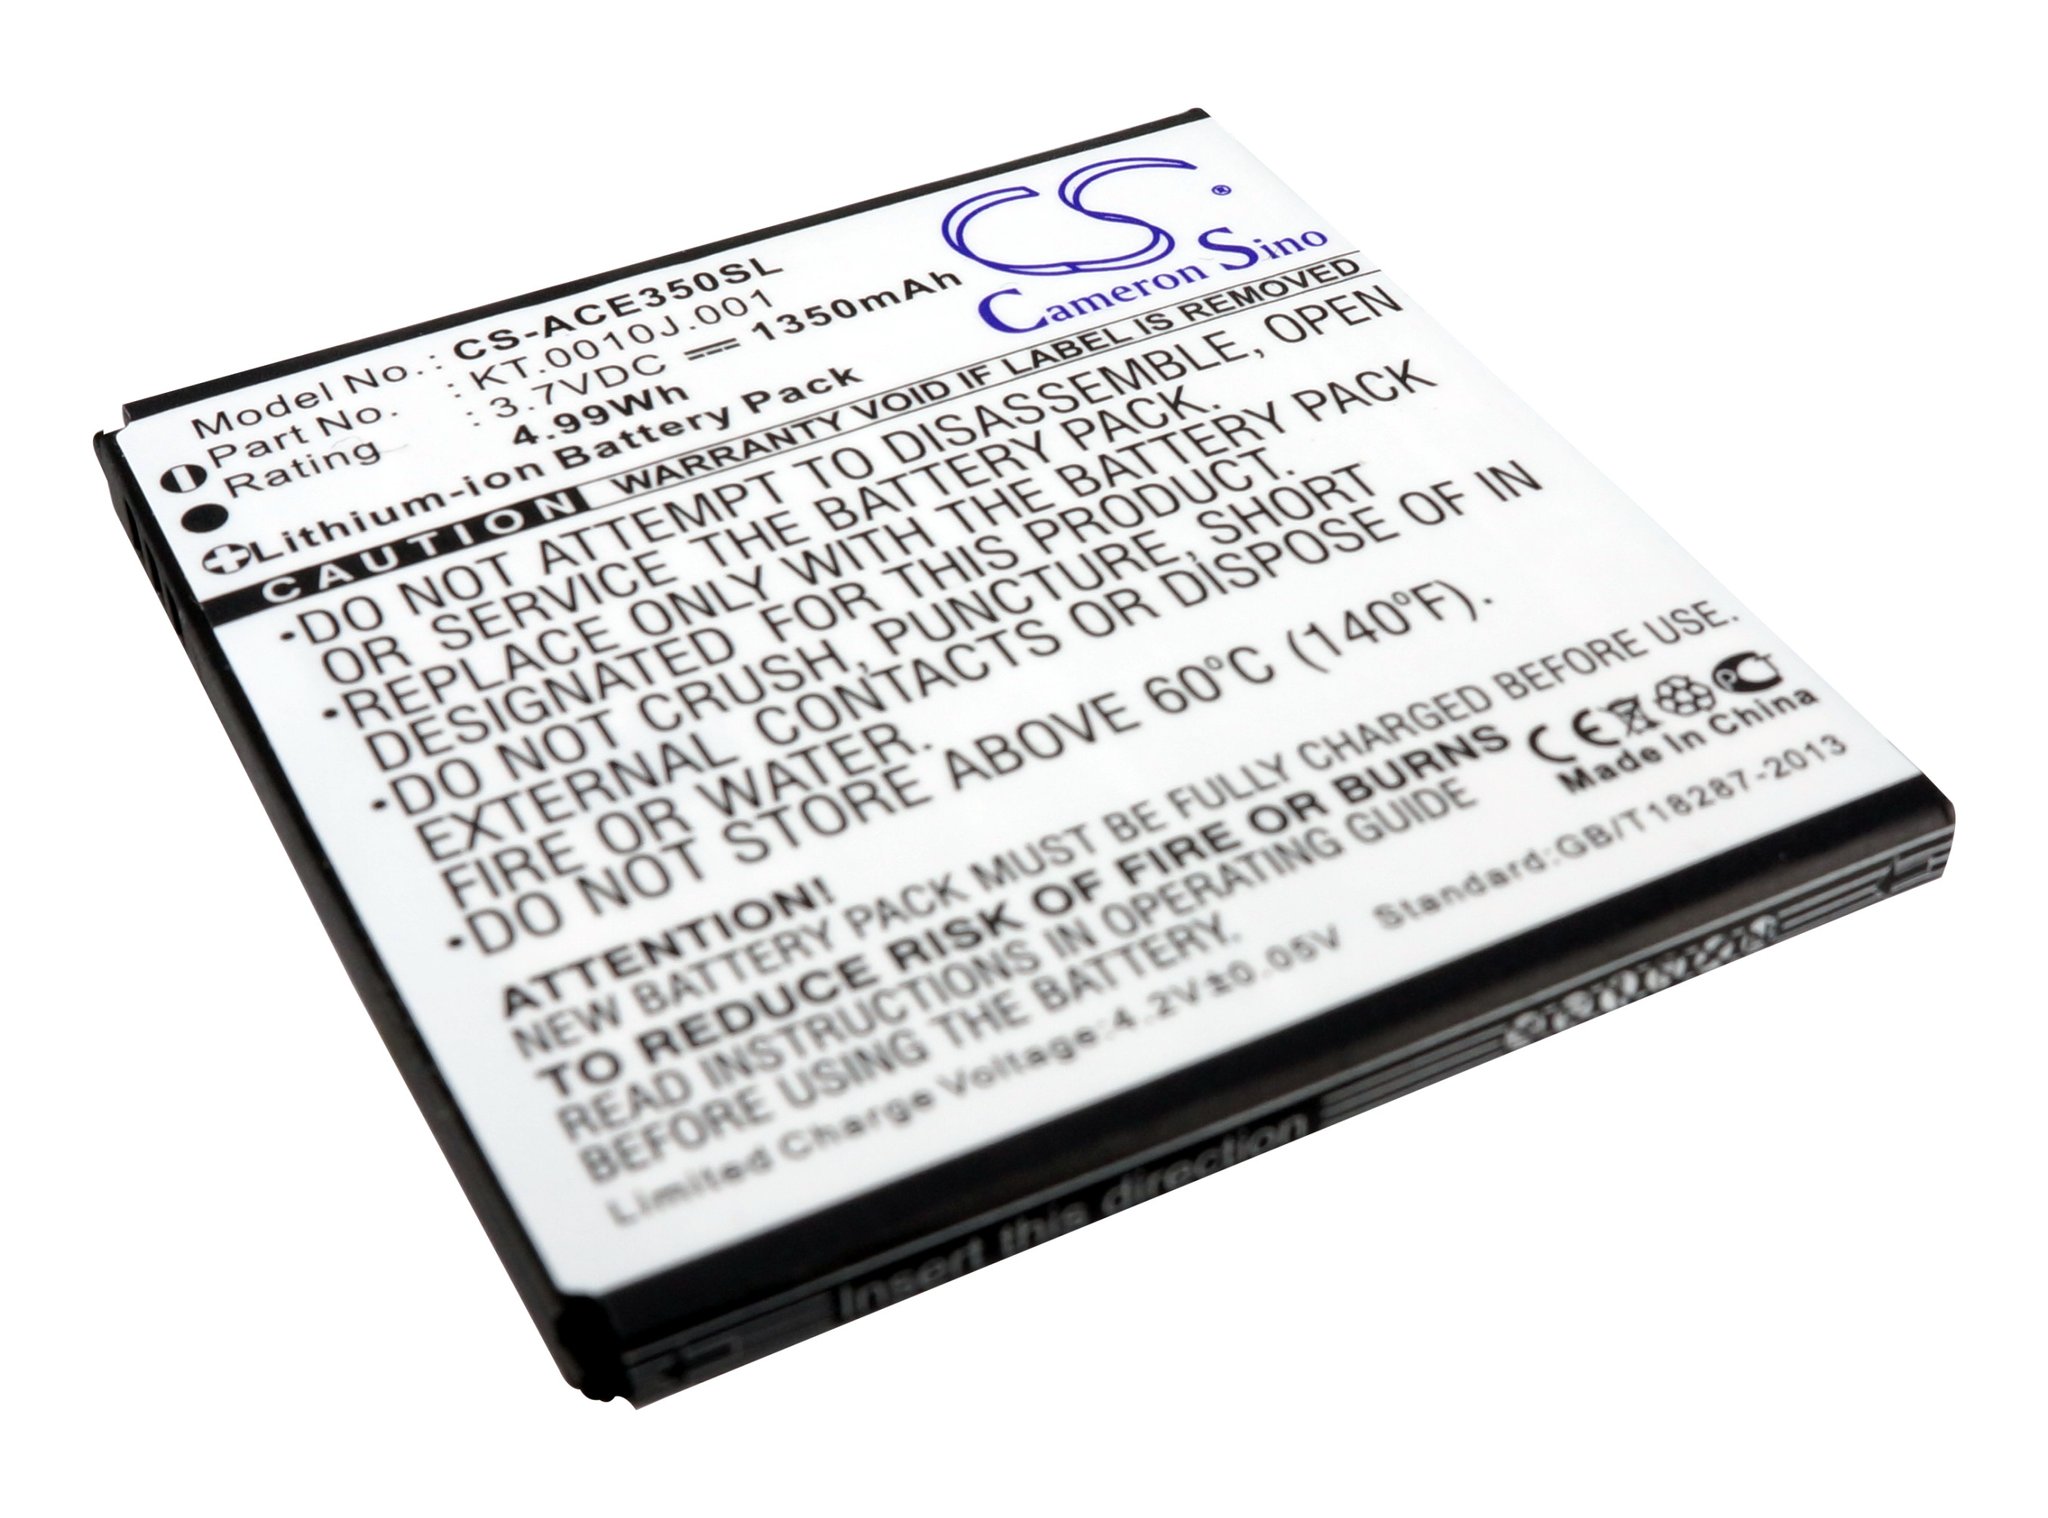 CS®
Cameron Sino
Model No. : CS-ACE350SL
Part No. : KT.0010J.001
Rating : 3.7VDC 1350mAh
4.99Wh
Lithium-ion Battery Pack
CAUTION WARRANTY VOID IF LABEL IS REMOVED
•DO NOT ATTEMPT TO DISASSEMBLE, OPEN
OR SERVICE THE BATTERY PACK.
•REPLACE ONLY WITH THE BATTERY PACK
DESIGNATED FOR THIS PRODUCT.
•DO NOT CRUSH, PUNCTURE, SHORT
EXTERNAL CONTACTS OR DISPOSE OF IN
FIRE OR WATER.
•DO NOT STORE ABOVE 60°C (140°F).
ATTENTION!
NEW BATTERY PACK MUST BE FULLY CHARGED BEFORE USE.
TO REDUCE RISK OF FIRE OR BURNS
READ INSTRUCTIONS IN OPERATING GUIDE
BEFORE USING THE BATTERY.
CE
Made in China
Limited Charge Voltage:4.2V±0.05V Standard:GB/T18287-2013
Insert this direction